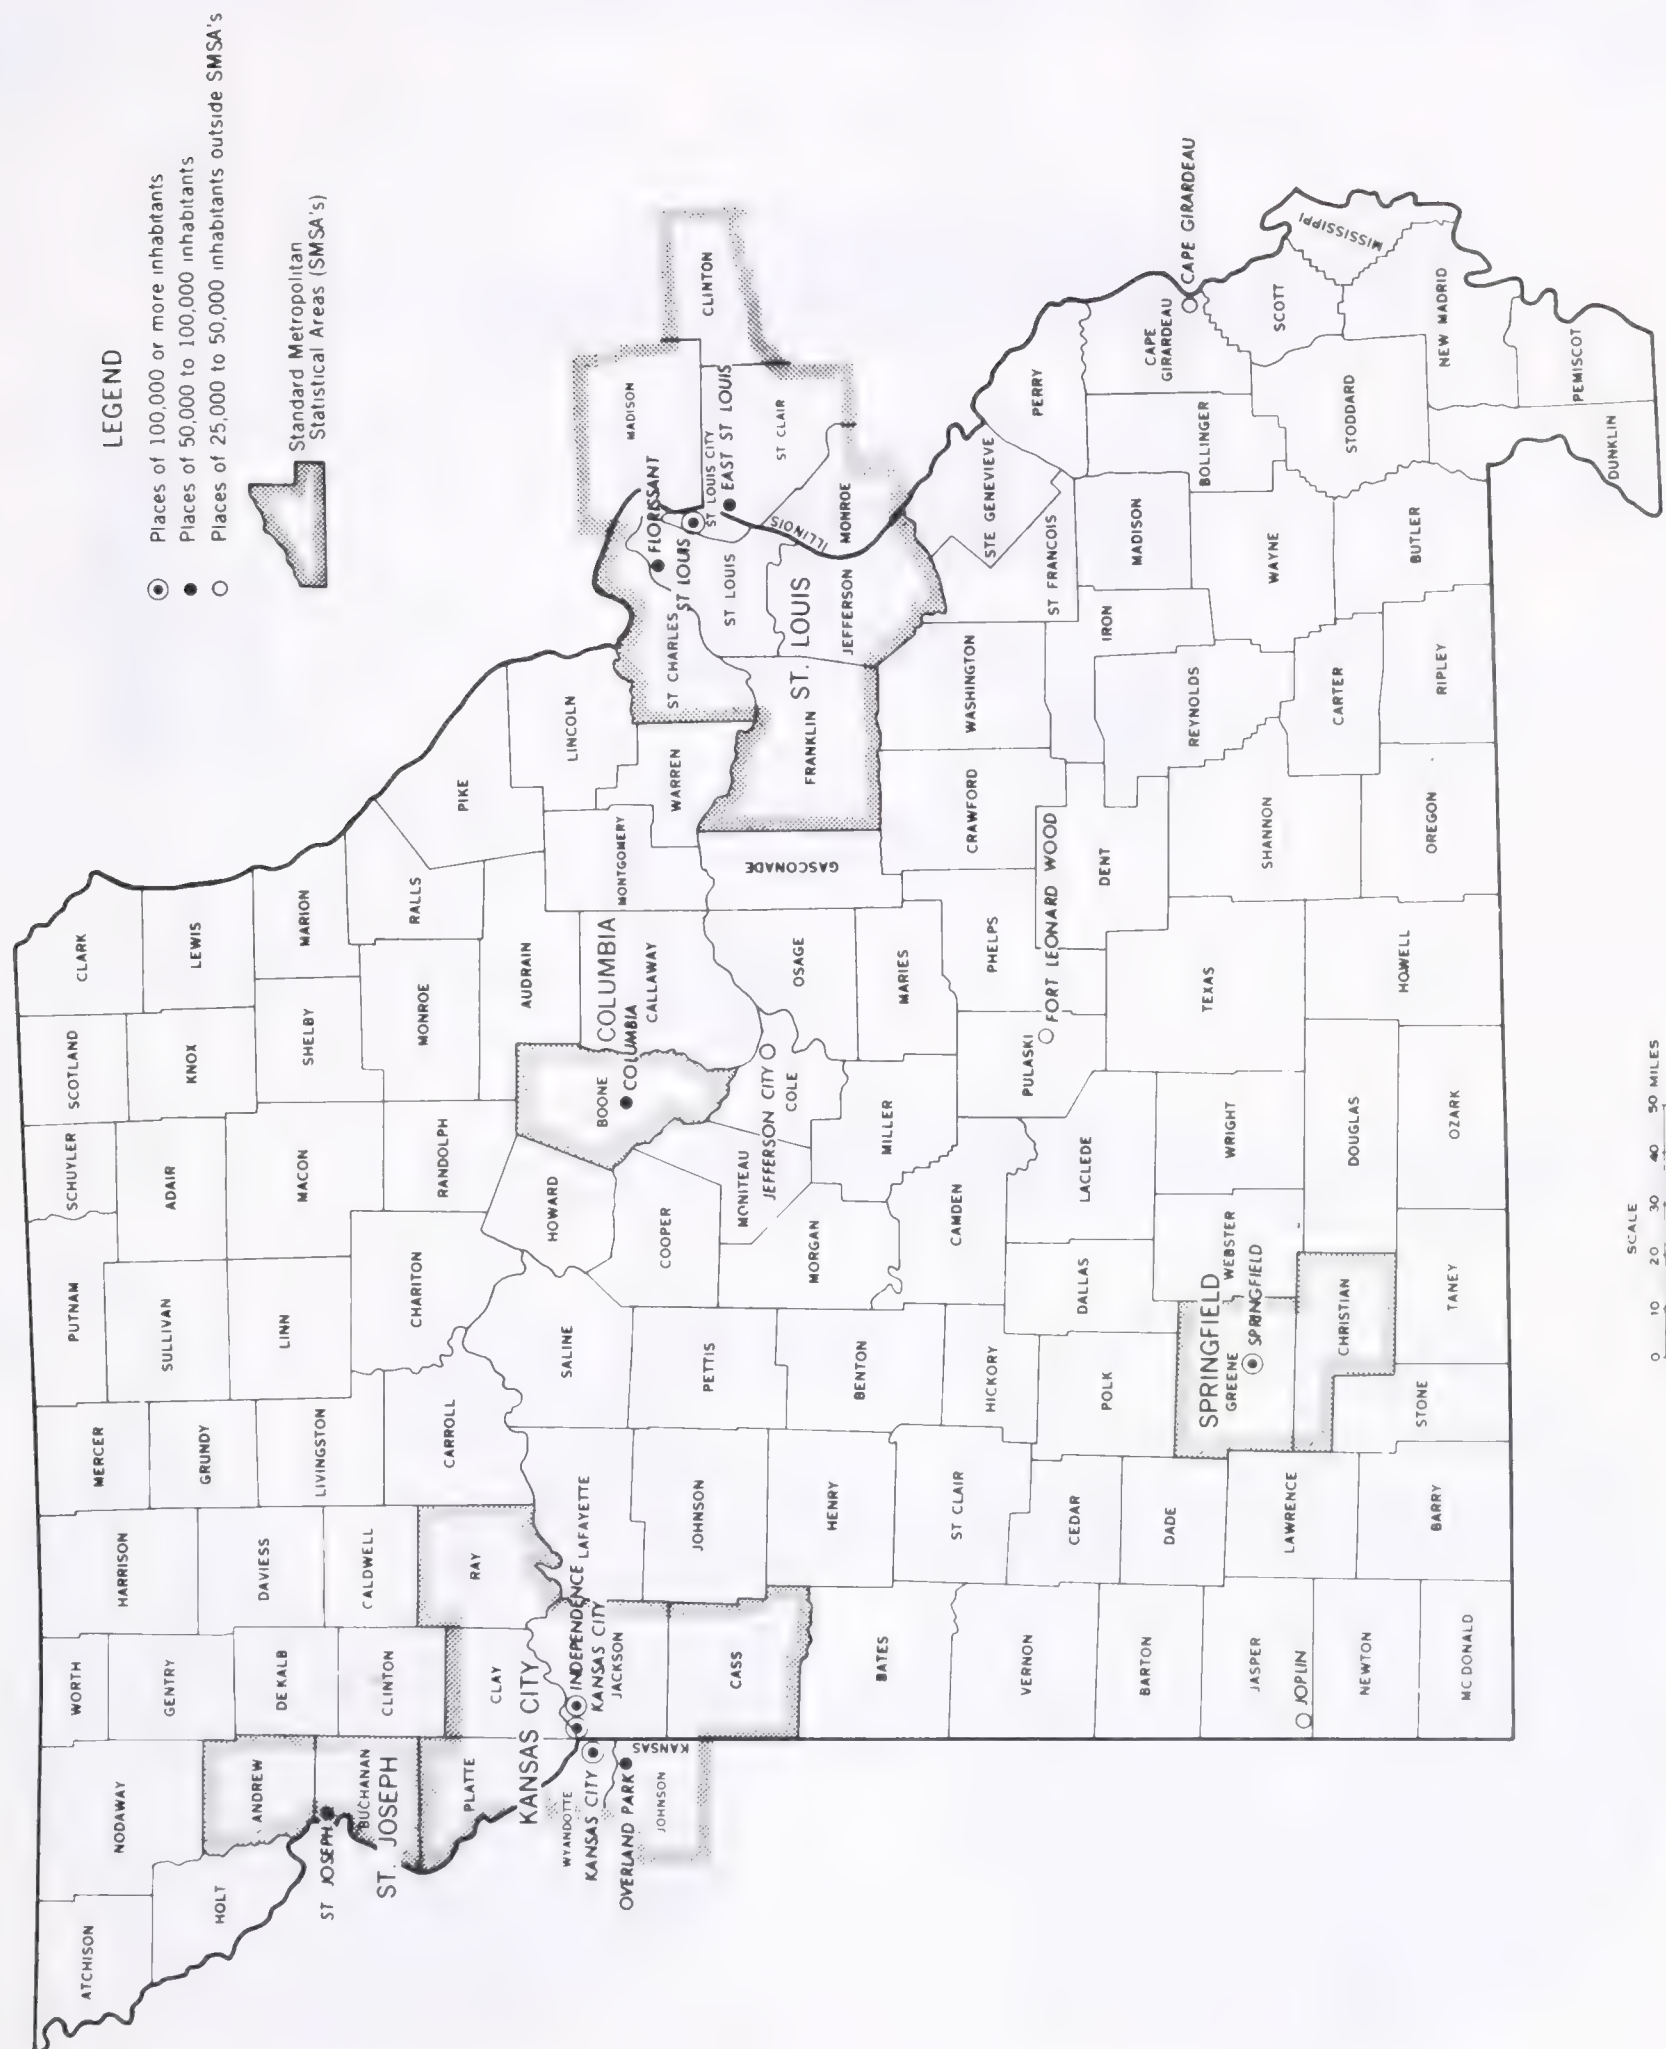 LEGEND
Places of 100,000 or more inhabitants
Places of 50,000 to 100,000 inhabitants
Places of 25,000 to 50,000 inhabitants outside SMSA's
Standard Metropolitan
Statistical Areas (SMSA's)
ATCHISON
NODAWAY
WORTH
HARRISON
MERCER
PUTNAM
SCHUYLER
SCOTLAND
CLARK
HOLT
ANDREW
GENTRY
DE KALB
DAVIESS
GRUNDY
SULLIVAN
ADAIR
KNOX
LEWIS
ST JOSEPH
BUCHANAN
ST. JOSEPH
CLINTON
CALDWELL
LIVINGSTON
LINN
MACON
SHELBY
MARION
PLATTE
CLAY
RAY
CARROLL
CHARITON
RANDOLPH
MONROE
RALLS
PIKE
KANSAS CITY
WYANDOTTE
KANSAS CITY
OVERLAND PARK
JOHNSON
KANSAS
INDEPENDENCE
KANSAS CITY
JACKSON
LAFAYETTE
SALINE
HOWARD
BOONE
COLUMBIA
COLUMBIA
AUDRAIN
CALLAWAY
MONTGOMERY
LINCOLN
WARREN
ST CHARLES
CASS
JOHNSON
PETTIS
COOPER
MONITEAU
JEFFERSON CITY
COLE
OSAGE
GASCONADE
FRANKLIN
ST. LOUIS
ST LOUIS
ST LOUIS
FLORISSANT
ST LOUIS CITY
EAST ST LOUIS
MADISON
CLINTON
ST CLAIR
MONROE
ILLINOIS
JEFFERSON
BATES
HENRY
BENTON
MORGAN
MILLER
MARIES
CRAWFORD
WASHINGTON
STE GENEVIEVE
ST FRANCOIS
PERRY
VERNON
ST CLAIR
HICKORY
CAMDEN
PULASKI
FORT LEONARD WOOD
PHELPS
DENT
IRON
MADISON
BOLLINGER
CAPE
GIRARDEAU
CAPE GIRARDEAU
BARTON
CEDAR
POLK
DALLAS
LACLEDE
TEXAS
REYNOLDS
WAYNE
SCOTT
MISSISSIPPI
JASPER
JOPLIN
DADE
LAWRENCE
SPRINGFIELD
GREENE
SPRINGFIELD
WEBSTER
WRIGHT
SHANNON
CARTER
STODDARD
NEW MADRID
NEWTON
MC DONALD
BARRY
STONE
CHRISTIAN
TANEY
DOUGLAS
OZARK
HOWELL
OREGON
RIPLEY
BUTLER
DUNKLIN
PEMISCOT
SCALE
0 10 20 30 40 50 MILES